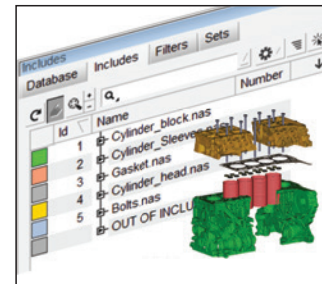 Includes
Database Includes Filters Sets
Id Name Number
1 Cylinder_block.nas
2 Cylinder_Sleeve
3 Gasket.nas
4 Cylinder_head.nas
5 Bolts.nas
OUT OF INCLU